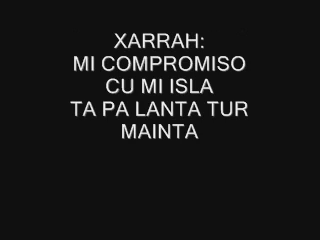 XARRAH:
MI COMPROMISO
CU MI ISLA
TA PA LANTA TUR
MAINTA